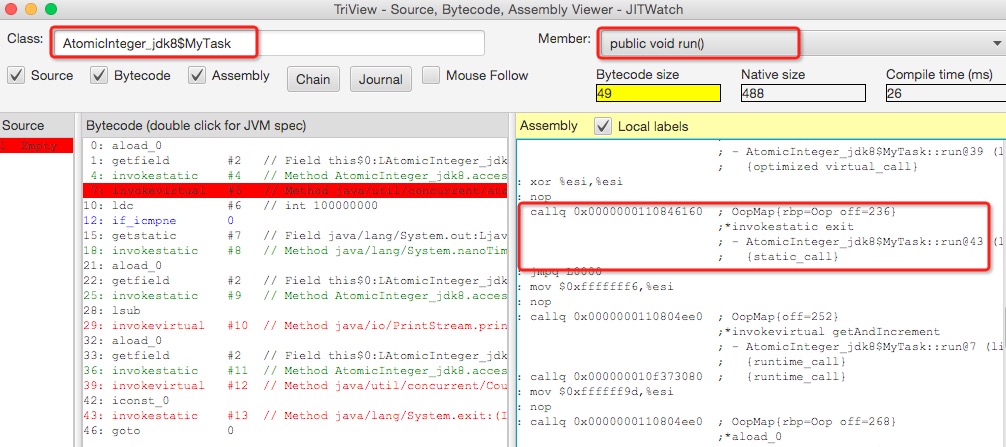 TriView - Source, Bytecode, Assembly Viewer - JITWatch
Class: AtomicInteger_jdk8$MyTask Member: public void run()
Source Bytecode Assembly Chain Journal Mouse Follow
Bytecode size Native size Compile time (ms)
49 488 26
Source
1 Empty
Bytecode (double click for JVM spec)
0: aload_0
1: getfield #2 // Field this$0:LAtomicInteger_jdk
4: invokestatic #4 // Method AtomicInteger_jdk8.acces
7: invokevirtual #5 // Method java/util/concurrent/ato
10: ldc #6 // int 100000000
12: if_icmpne 0
15: getstatic #7 // Field java/lang/System.out:Ljav
18: invokestatic #8 // Method java/lang/System.nanoTim
21: aload_0
22: getfield #2 // Field this$0:LAtomicInteger_jdk
25: invokestatic #9 // Method AtomicInteger_jdk8.acces
28: lsub
29: invokevirtual #10 // Method java/io/PrintStream.prin
32: aload_0
33: getfield #2 // Field this$0:LAtomicInteger_jdk
36: invokestatic #11 // Method AtomicInteger_jdk8.acces
39: invokevirtual #12 // Method java/util/concurrent/Cou
42: iconst_0
43: invokestatic #13 // Method java/lang/System.exit:(I
46: goto 0
Assembly Local labels
; - AtomicInteger_jdk8$MyTask::run@39 (l
; {optimized virtual_call}
: xor %esi,%esi
: nop
callq 0x0000000110846160 ; OopMap{rbp=Oop off=236}
;*invokestatic exit
; - AtomicInteger_jdk8$MyTask::run@43 (l
; {static_call}
: jmpq L0000
: mov $0xfffffff6,%esi
: nop
: callq 0x0000000110804ee0 ; OopMap{off=252}
;*invokevirtual getAndIncrement
; - AtomicInteger_jdk8$MyTask::run@7 (li
; {runtime_call}
: callq 0x000000010f373080 ; {runtime_call}
: mov $0xffffff9d,%esi
: nop
: callq 0x0000000110804ee0 ; OopMap{off=268}
;*aload_0